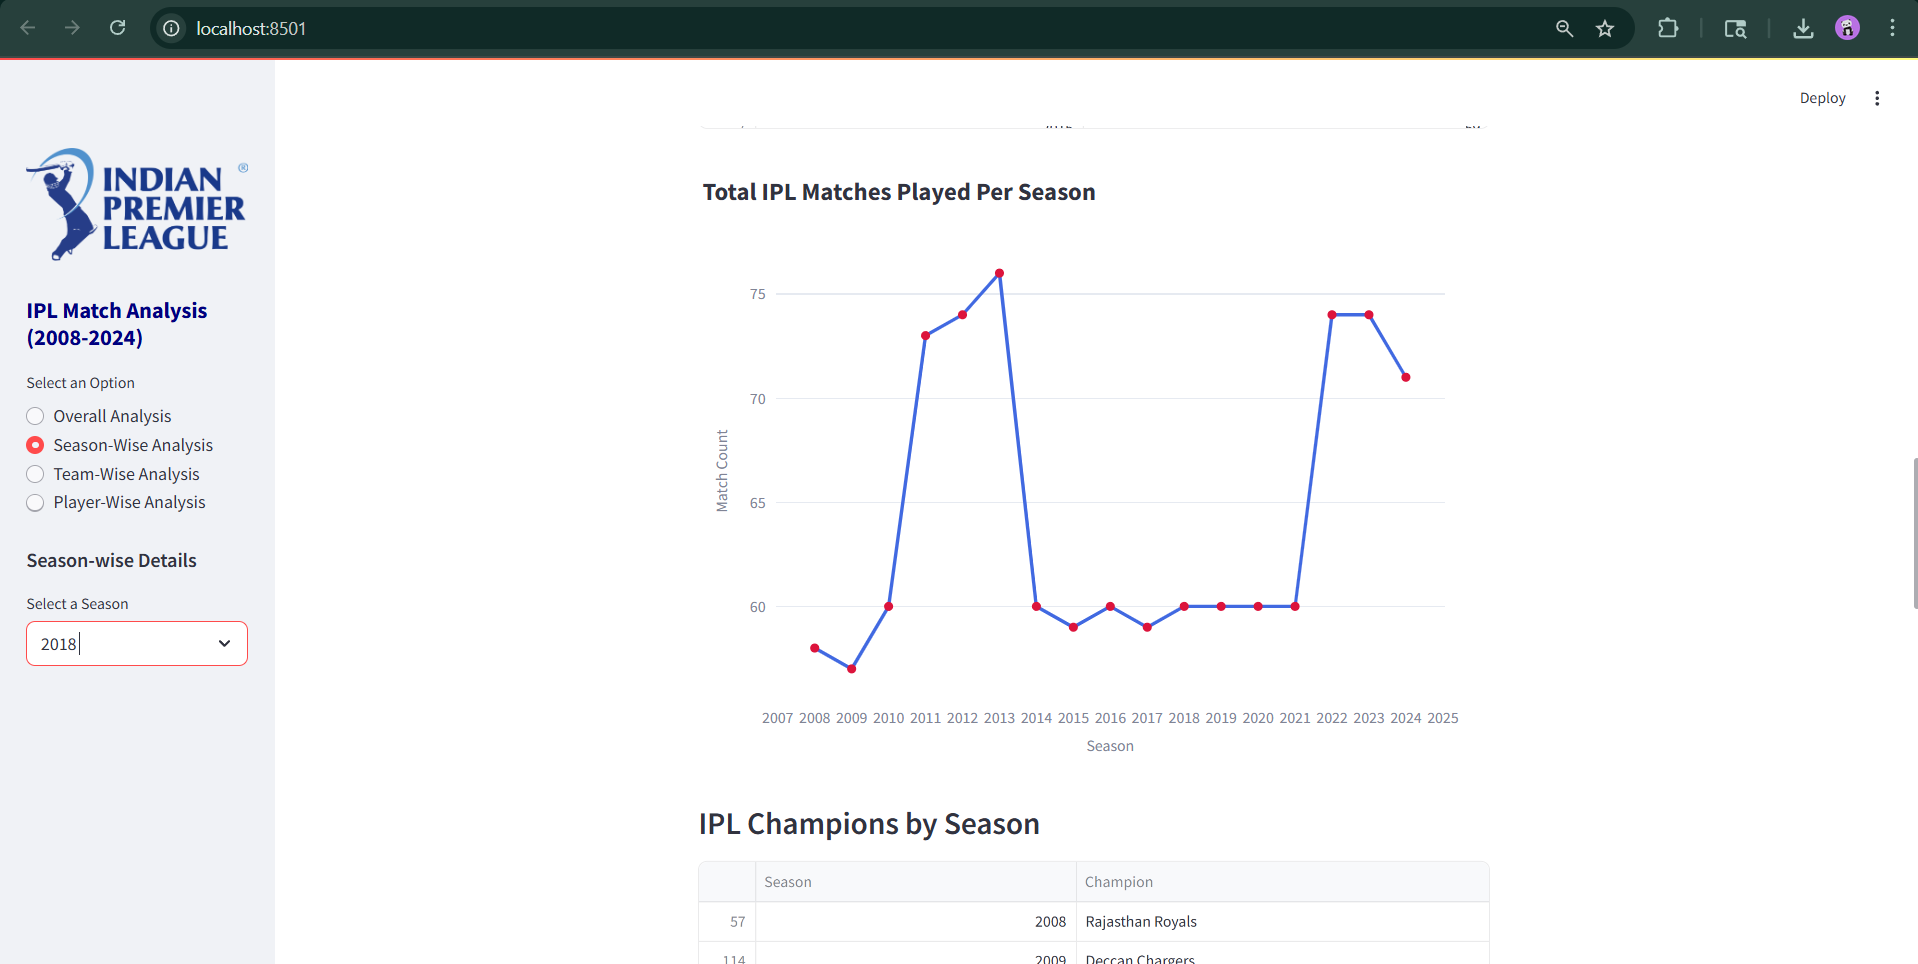 localhost:8501
Deploy
INDIAN ®
PREMIER
LEAGUE
IPL Match Analysis
(2008-2024)
Select an Option
Overall Analysis
Season-Wise Analysis
Team-Wise Analysis
Player-Wise Analysis
Season-wise Details
Select a Season
2018
Total IPL Matches Played Per Season
75
70
65
60
Match Count
2007 2008 2009 2010 2011 2012 2013 2014 2015 2016 2017 2018 2019 2020 2021 2022 2023 2024 2025
Season
IPL Champions by Season
Season Champion
57 2008 Rajasthan Royals
114 2009 Deccan Chargers